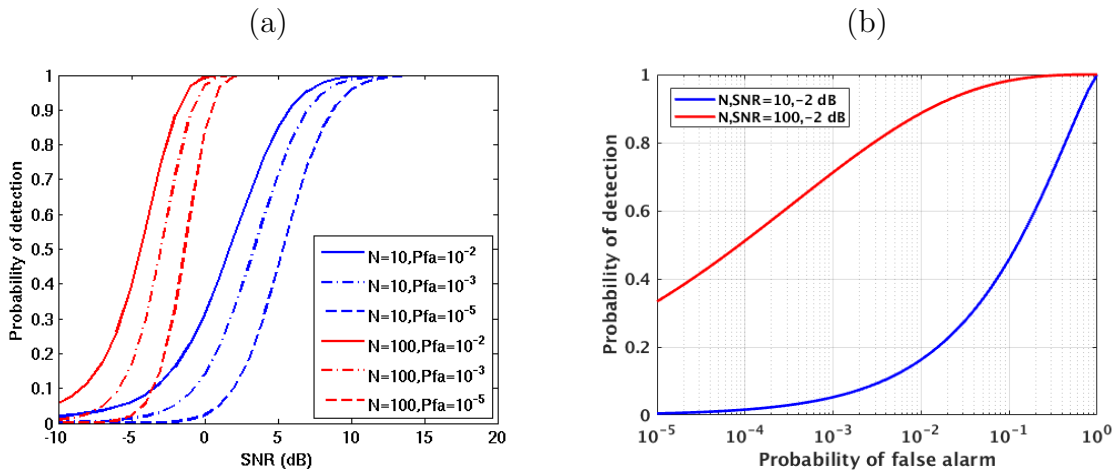 (a)
(b)
Probability of detection
1
0.9
0.8
0.7
0.6
0.5
0.4
0.3
0.2
0.1
0
-10
-5
0
5
10
15
20
SNR (dB)
N=10,Pfa=10⁻²
N=10,Pfa=10⁻³
N=10,Pfa=10⁻⁵
N=100,Pfa=10⁻²
N=100,Pfa=10⁻³
N=100,Pfa=10⁻⁵
Probability of detection
1
0.8
0.6
0.4
0.2
0
10⁻⁵
10⁻⁴
10⁻³
10⁻²
10⁻¹
10⁰
Probability of false alarm
N,SNR=10,-2 dB
N,SNR=100,-2 dB